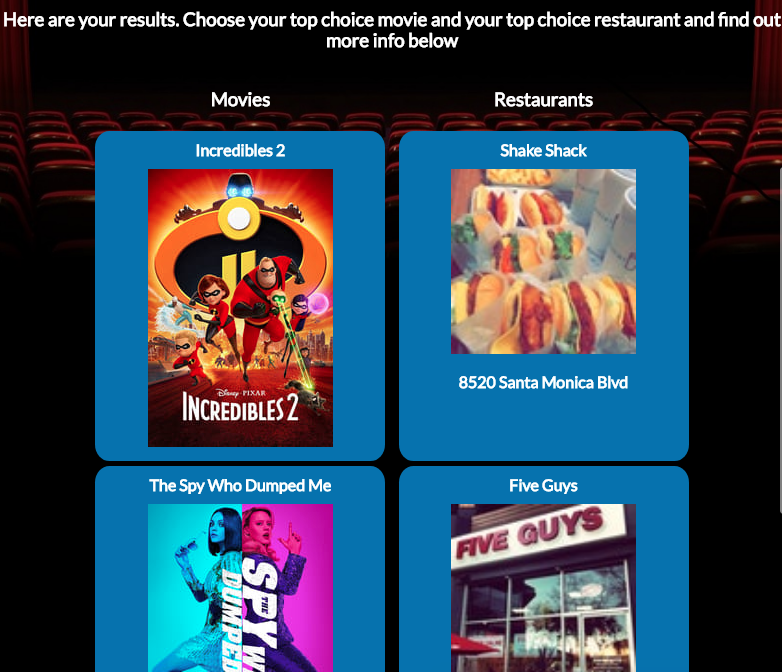 Here are your results. Choose your top choice movie and your top choice restaurant and find out
more info below
Movies
Restaurants
Incredibles 2
Disney · PIXAR
INCREDIBLES 2
Shake Shack
8520 Santa Monica Blvd
The Spy Who Dumped Me
THE
SPY W
DUMPED
Five Guys
FIVE GUYS